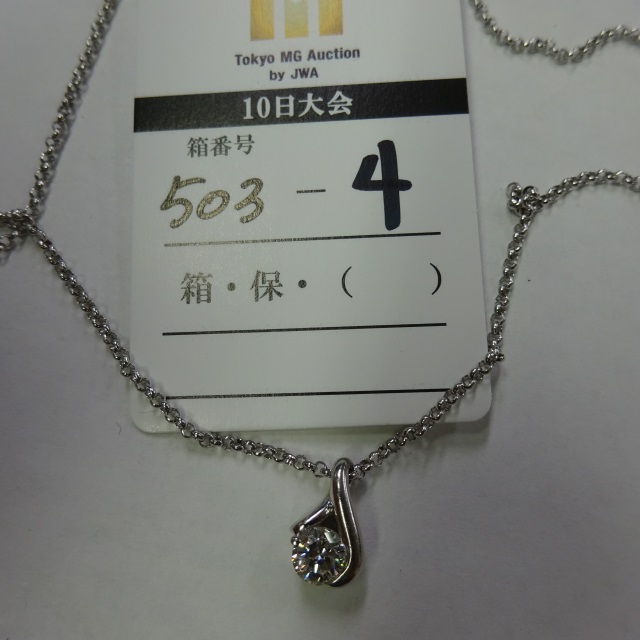 Tokyo MG Auction
by JWA
10日大会
箱番号
503 - 4
箱・保・(　　)